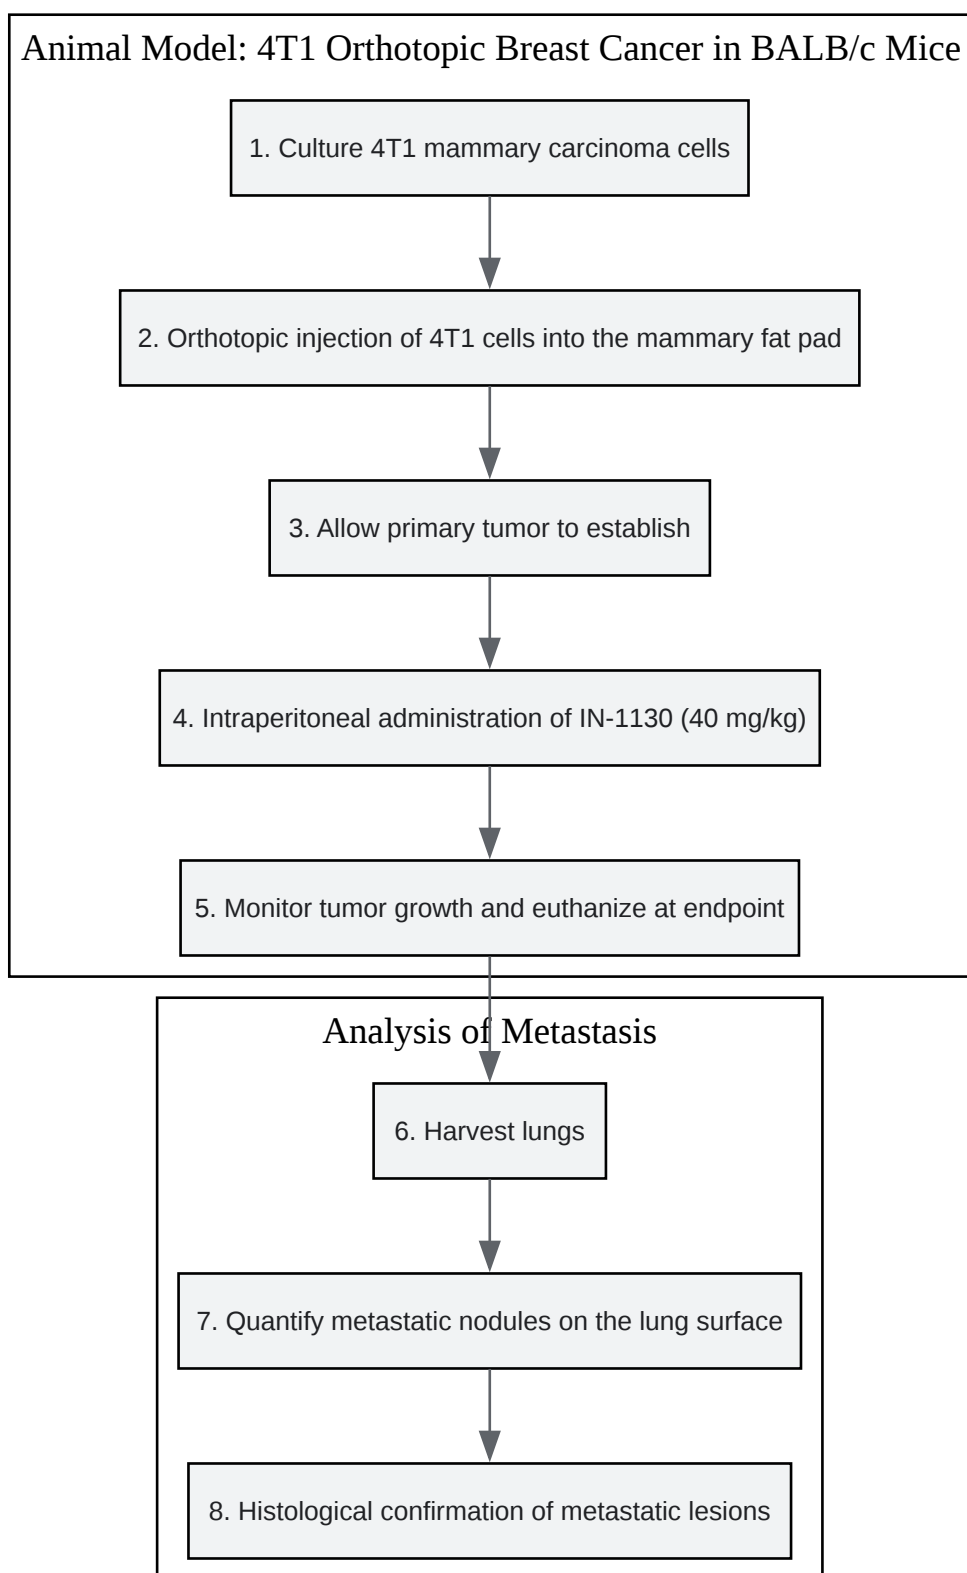 Animal Model: 4T1 Orthotopic Breast Cancer in BALB/c Mice
1. Culture 4T1 mammary carcinoma cells
2. Orthotopic injection of 4T1 cells into the mammary fat pad
3. Allow primary tumor to establish
4. Intraperitoneal administration of IN-1130 (40 mg/kg)
5. Monitor tumor growth and euthanize at endpoint
Analysis of Metastasis
6. Harvest lungs
7. Quantify metastatic nodules on the lung surface
8. Histological confirmation of metastatic lesions